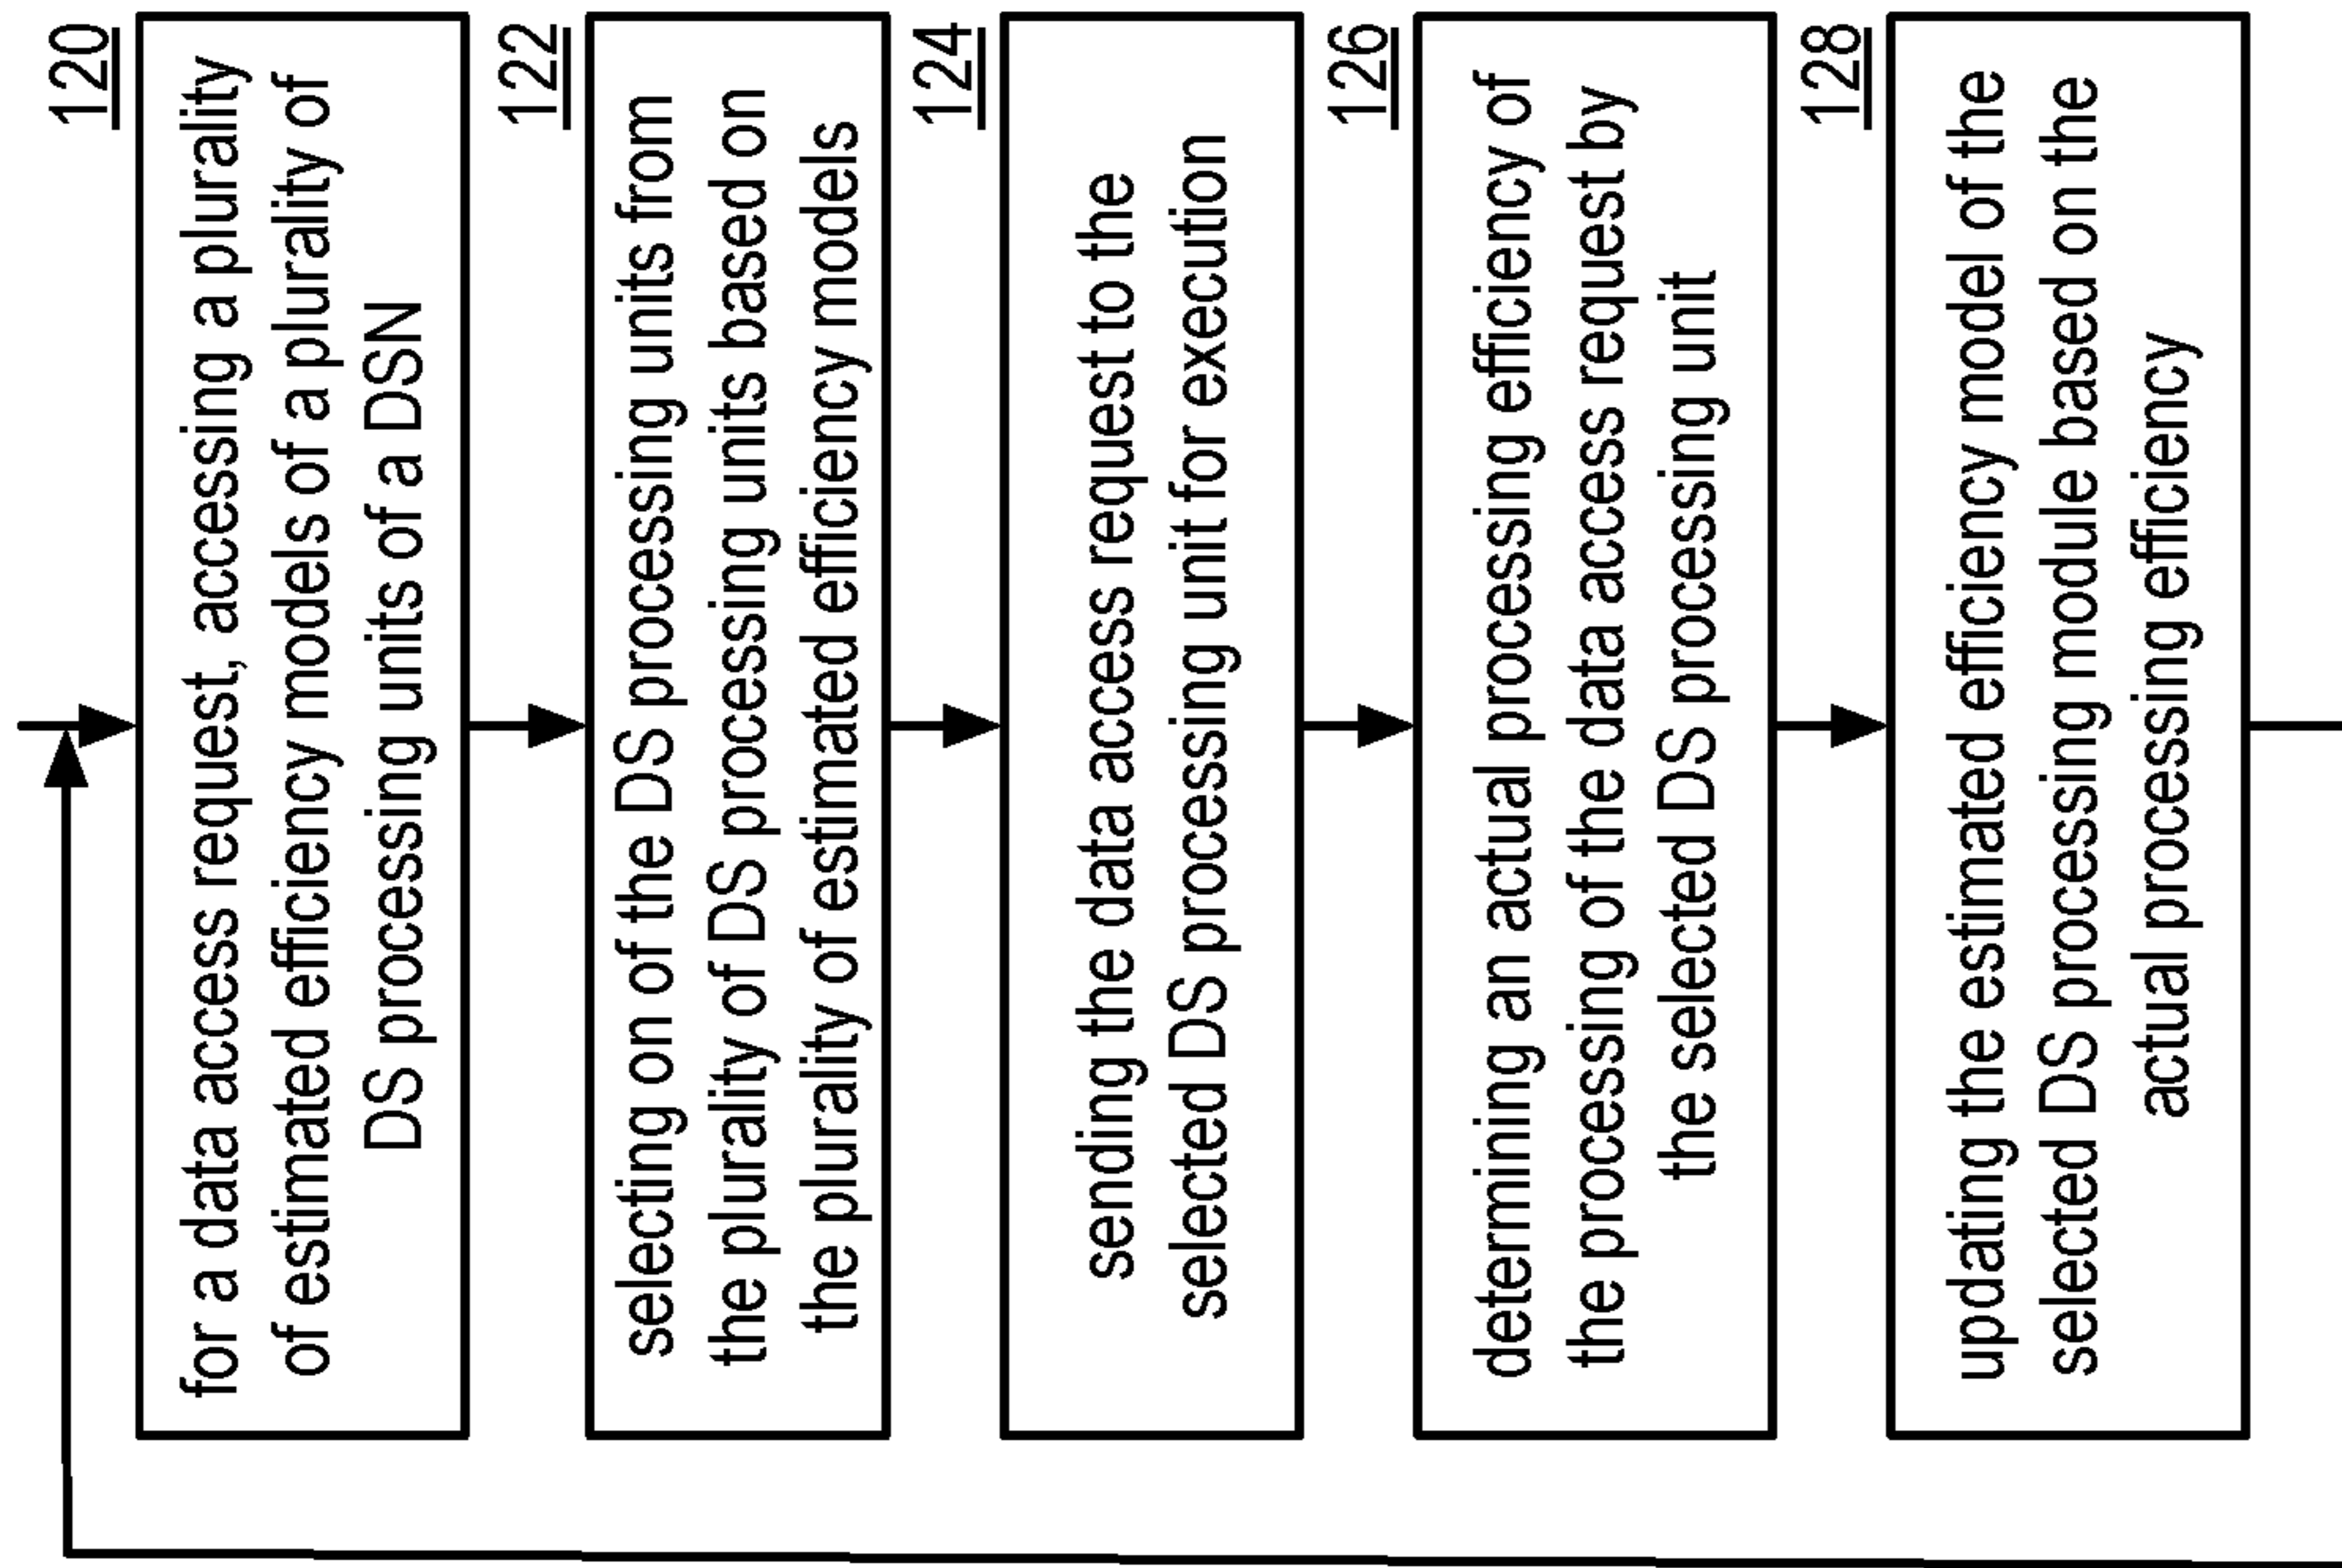 120
for a data access request, accessing a plurality
of estimated efficiency models of a plurality of
DS processing units of a DSN
122
selecting on of the DS processing units from
the plurality of DS processing units based on
the plurality of estimated efficiency models
124
sending the data access request to the
selected DS processing unit for execution
126
determining an actual processing efficiency of
the processing of the data access request by
the selected DS processing unit
128
updating the estimated efficiency model of the
selected DS processing module based on the
actual processing efficiency